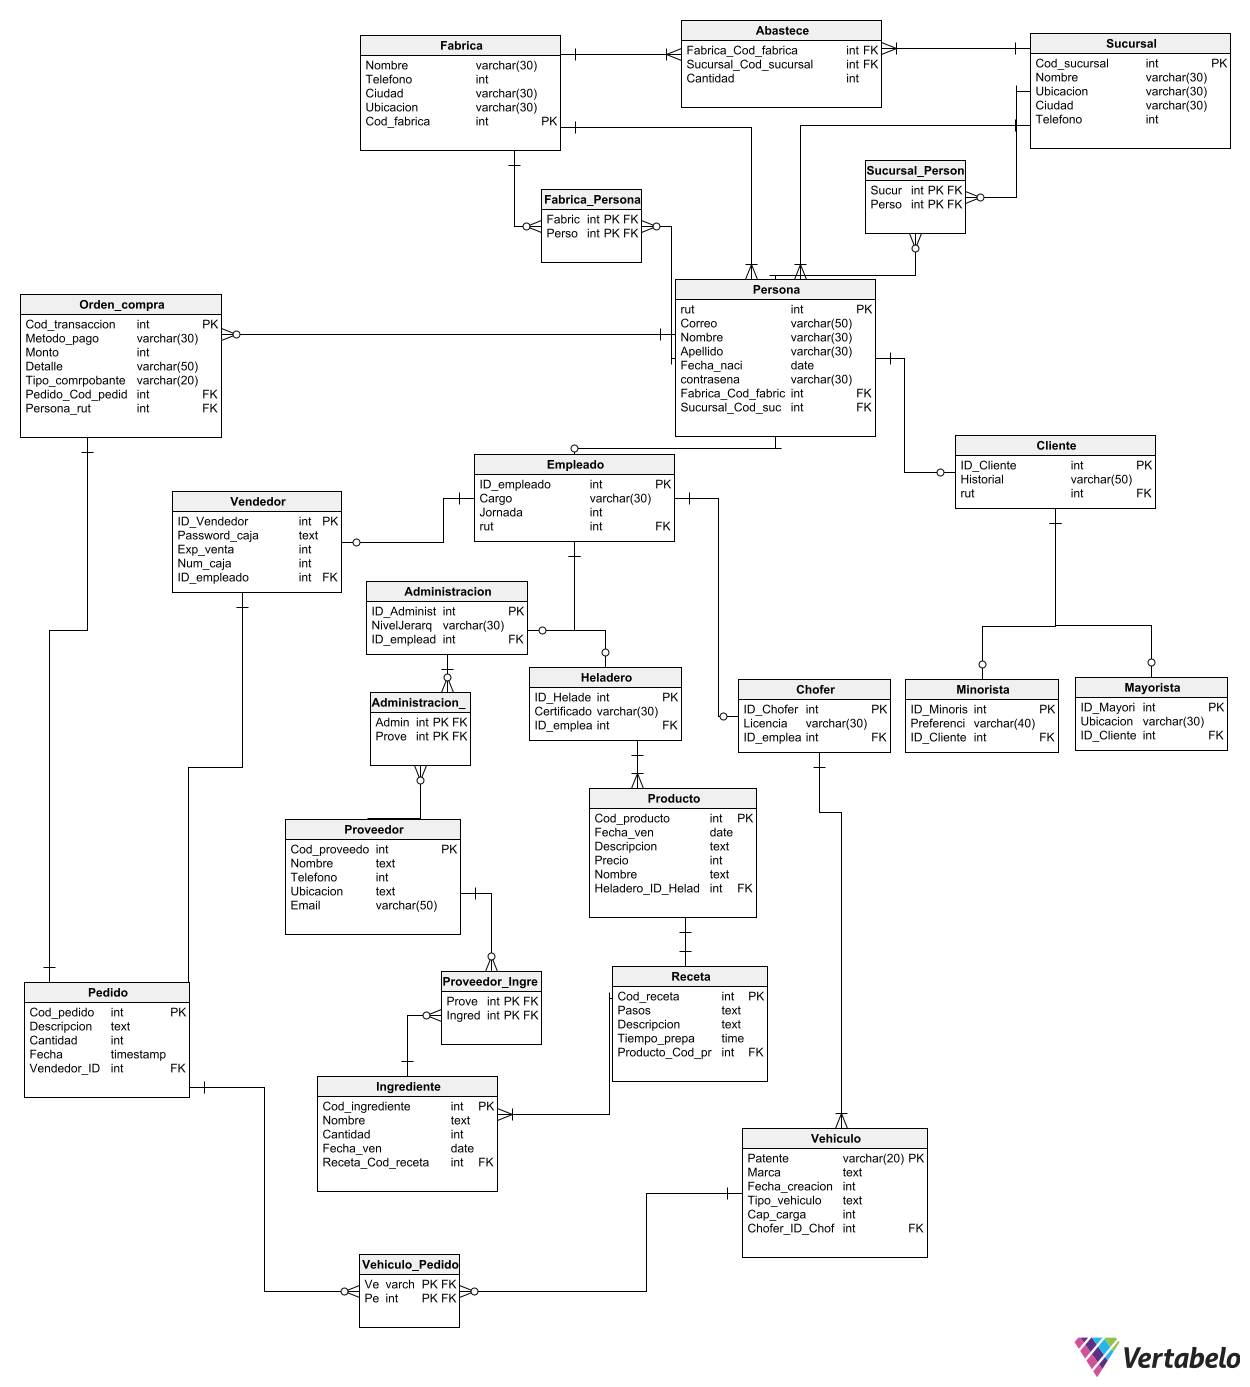 Fabrica
Nombre varchar(30)
Telefono int
Ciudad varchar(30)
Ubicacion varchar(30)
Cod_fabrica int PK
Abastece
Fabrica_Cod_fabrica int FK
Sucursal_Cod_sucursal int FK
Cantidad int
Sucursal
Cod_sucursal int PK
Nombre varchar(30)
Ubicacion varchar(30)
Ciudad varchar(30)
Telefono int
Fabrica_Persona
Fabric int PK FK
Perso int PK FK
Sucursal_Person
Sucur int PK FK
Perso int PK FK
Orden_compra
Cod_transaccion int PK
Metodo_pago varchar(30)
Monto int
Detalle varchar(50)
Tipo_comrpobante varchar(20)
Pedido_Cod_pedid int FK
Persona_rut int FK
Persona
rut int PK
Correo varchar(50)
Nombre varchar(30)
Apellido varchar(30)
Fecha_naci date
contrasena varchar(30)
Fabrica_Cod_fabric int FK
Sucursal_Cod_suc int FK
Cliente
ID_Cliente int PK
Historial varchar(50)
rut int FK
Empleado
ID_empleado int PK
Cargo varchar(30)
Jornada int
rut int FK
Vendedor
ID_Vendedor int PK
Password_caja text
Exp_venta int
Num_caja int
ID_empleado int FK
Administracion
ID_Administ int PK
NivelJerarq varchar(30)
ID_emplead int FK
Heladero
ID_Helade int PK
Certificado varchar(30)
ID_emplea int FK
Chofer
ID_Chofer int PK
Licencia varchar(30)
ID_emplea int FK
Minorista
ID_Minoris int PK
Preferenci varchar(40)
ID_Cliente int FK
Mayorista
ID_Mayori int PK
Ubicacion varchar(30)
ID_Cliente int FK
Administracion_
Admin int PK FK
Prove int PK FK
Proveedor
Cod_proveedo int PK
Nombre text
Telefono int
Ubicacion text
Email varchar(50)
Producto
Cod_producto int PK
Fecha_ven date
Descripcion text
Precio int
Nombre text
Heladero_ID_Helad int FK
Pedido
Cod_pedido int PK
Descripcion text
Cantidad int
Fecha timestamp
Vendedor_ID int FK
Proveedor_Ingre
Prove int PK FK
Ingred int PK FK
Receta
Cod_receta int PK
Pasos text
Descripcion text
Tiempo_prepa time
Producto_Cod_pr int FK
Ingrediente
Cod_ingrediente int PK
Nombre text
Cantidad int
Fecha_ven date
Receta_Cod_receta int FK
Vehiculo
Patente varchar(20) PK
Marca text
Fecha_creacion int
Tipo_vehiculo text
Cap_carga int
Chofer_ID_Chof int FK
Vehiculo_Pedido
Ve varch PK FK
Pe int PK FK
Vertabelo